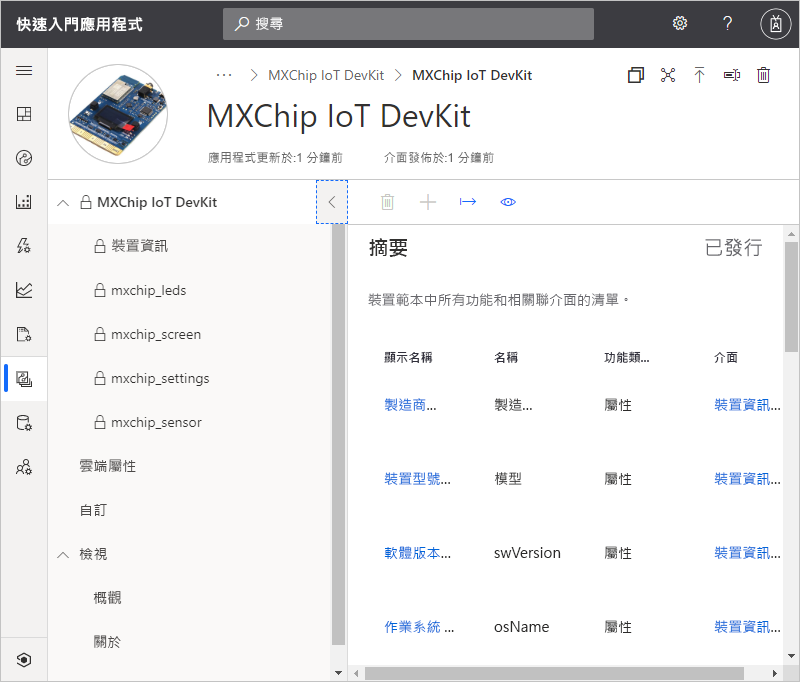 快速入門應用程式
搜尋
?
··· > MXChip IoT DevKit > MXChip IoT DevKit
MXChip IoT DevKit
應用程式更新於:1 分鐘前 介面發佈於:1 分鐘前
MXChip IoT DevKit
裝置資訊
mxchip_leds
mxchip_screen
mxchip_settings
mxchip_sensor
雲端屬性
自訂
檢視
概觀
關於
摘要 已發行
裝置範本中所有功能和相關聯介面的清單。
顯示名稱 名稱 功能類... 介面
製造商... 製造... 屬性 裝置資訊...
裝置型號... 模型 屬性 裝置資訊...
軟體版本... swVersion 屬性 裝置資訊...
作業系統 ... osName 屬性 裝置資訊...